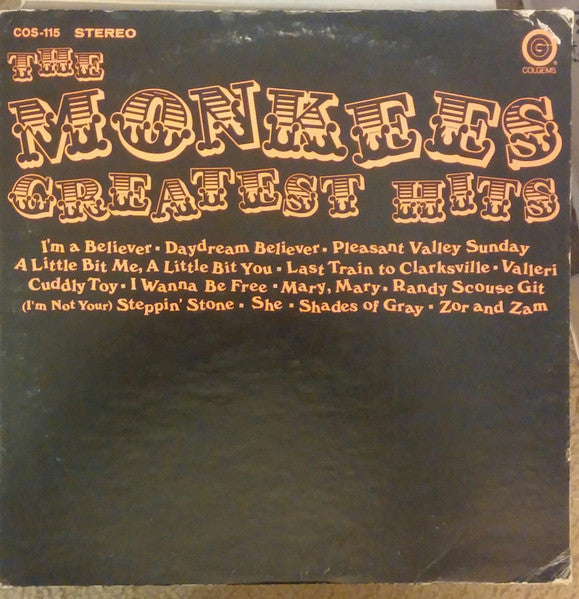 COS-115 STEREO
G
COLGEMS
THE
MONKEES
GREATEST HITS
I'm a Believer • Daydream Believer • Pleasant Valley Sunday
A Little Bit Me, A Little Bit You • Last Train to Clarksville • Valleri
Cuddly Toy • I Wanna Be Free • Mary, Mary • Randy Scouse Git
(I'm Not Your) Steppin' Stone • She • Shades of Gray • Zor and Zam